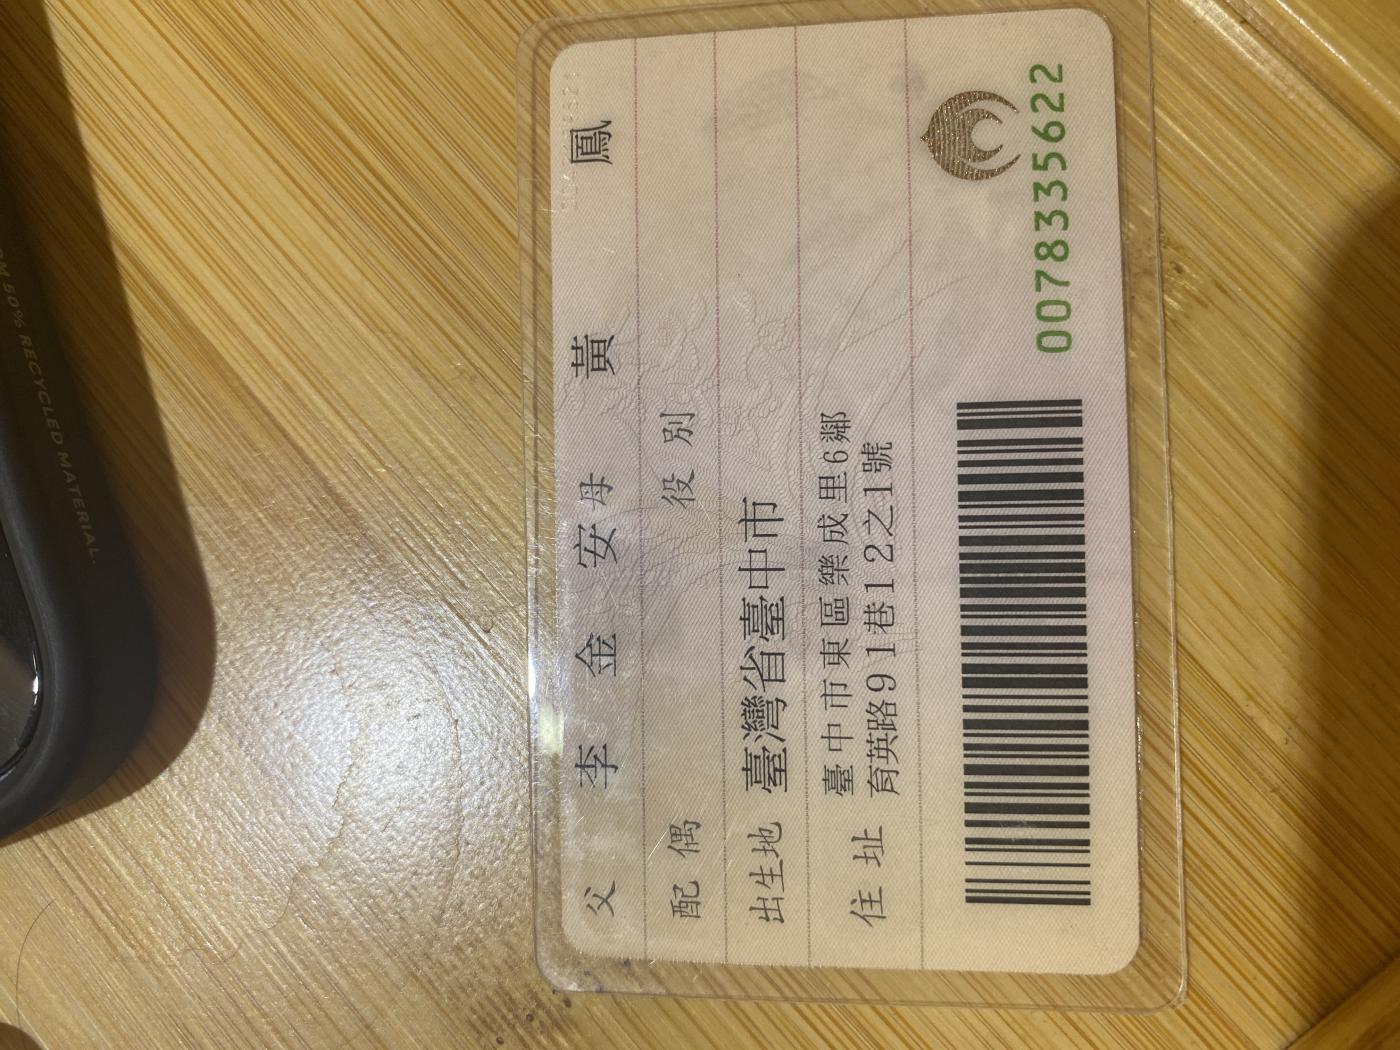 父 李金安 母 黃鳳
配偶 役別
出生地 臺灣省臺中市
住址 臺中市東區樂成里6鄰
育英路91巷12之1號
0078335622
OM 50% RECYCLED MATERIAL.